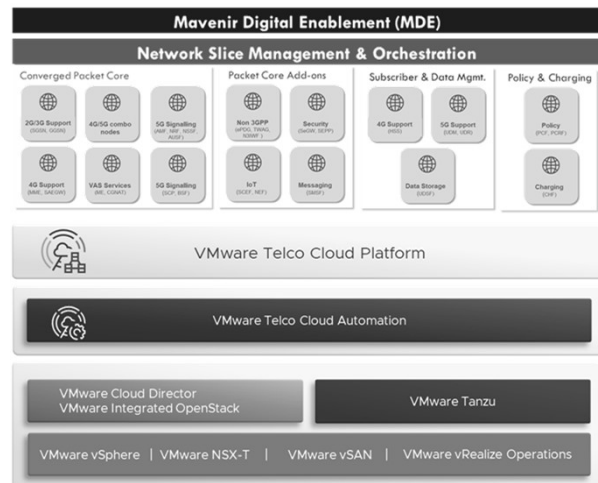 Mavenir Digital Enablement (MDE)
Network Slice Management & Orchestration
Converged Packet Core
2G/3G Support
(SGSN, GGSN)
4G/5G combo
nodes
5G Signalling
(AMF, NRF, NSSF,
AUSF)
4G Support
(MME, SAEGW)
VAS Services
CGNAT)
5G Signalling
(SCP, BSF)
Packet Core Add-ons
Non 3GPP
(ePDG, TWAG,
N3IWF )
Security
(SeGW, SEPP)
IoT
(SCEF, NEF)
Messaging
(SMSF)
Subscriber & Data Mgmt.
4G Support
(HSS)
5G Support
(UDM, UDR)
Data Storage
(UDSF)
Policy & Charging
Policy
(PCF, PCRF)
Charging
(CHF)
VMware Telco Cloud Platform
VMware Telco Cloud Automation
VMware Cloud Director
VMware Integrated OpenStack
VMware Tanzu
VMware vSphere | VMware NSX-T | VMware vSAN | VMware vRealize Operations